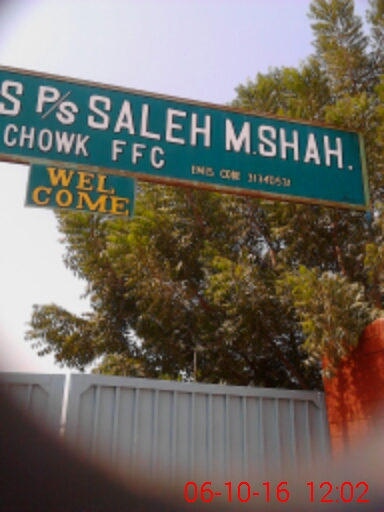 S P/S SALEH M.SHAH.
CHOWK FFC
WEL
COME
06-10-16 12:02